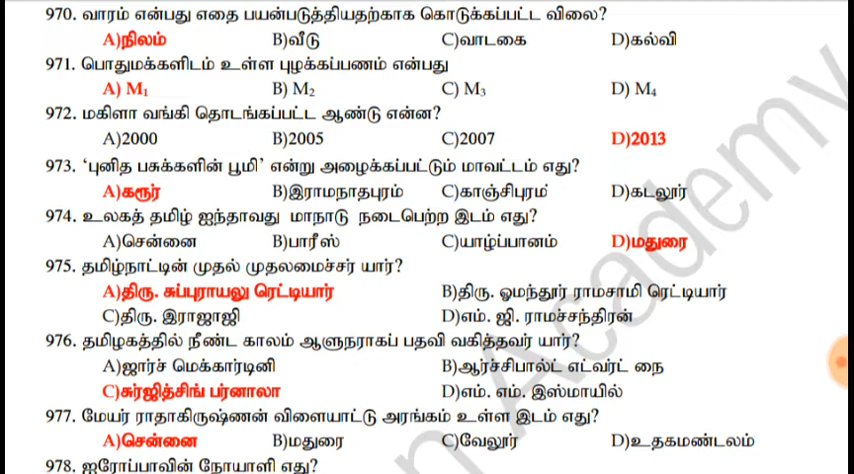 970. வாரம் என்பது எதை பயன்படுத்தியதற்காக கொடுக்கப்பட்ட விலை?
A)நிலம் B)வீடு C)வாடகை D)கல்வி
971. பொதுமக்களிடம் உள்ள புழக்கப்பணம் என்பது
A) M₁ B) M₂ C) M₃ D) M₄
972. மகிளா வங்கி தொடங்கப்பட்ட ஆண்டு என்ன?
A)2000 B)2005 C)2007 D)2013
973. ‘புனித பசுக்களின் பூமி’ என்று அழைக்கப்பட்டும் மாவட்டம் எது?
A)கரூர் B)இராமநாதபுரம் C)காஞ்சிபுரம் D)கடலூர்
974. உலகத் தமிழ் ஐந்தாவது மாநாடு நடைபெற்ற இடம் எது?
A)சென்னை B)பாரீஸ் C)யாழ்ப்பானம் D)மதுரை
975. தமிழ்நாட்டின் முதல் முதலமைச்சர் யார்?
A)திரு. சுப்புராயலு ரெட்டியார் B)திரு. ஓமந்தூர் ராமசாமி ரெட்டியார்
C)திரு. இராஜாஜி D)எம். ஜி. ராமச்சந்திரன்
976. தமிழகத்தில் நீண்ட காலம் ஆளுநராகப் பதவி வகித்தவர் யார்?
A)ஜார்ச் மெக்கார்டினி B)ஆர்ச்சிபால்ட் எட்வர்ட் நை
C)சுர்ஜித்சிங் பர்னாலா D)எம். எம். இஸ்மாயில்
977. மேயர் ராதாகிருஷ்ணன் விளையாட்டு அரங்கம் உள்ள இடம் எது?
A)சென்னை B)மதுரை C)வேலூர் D)உதகமண்டலம்
978. ஐரோப்பாவின் நோயாளி எது?
Academy